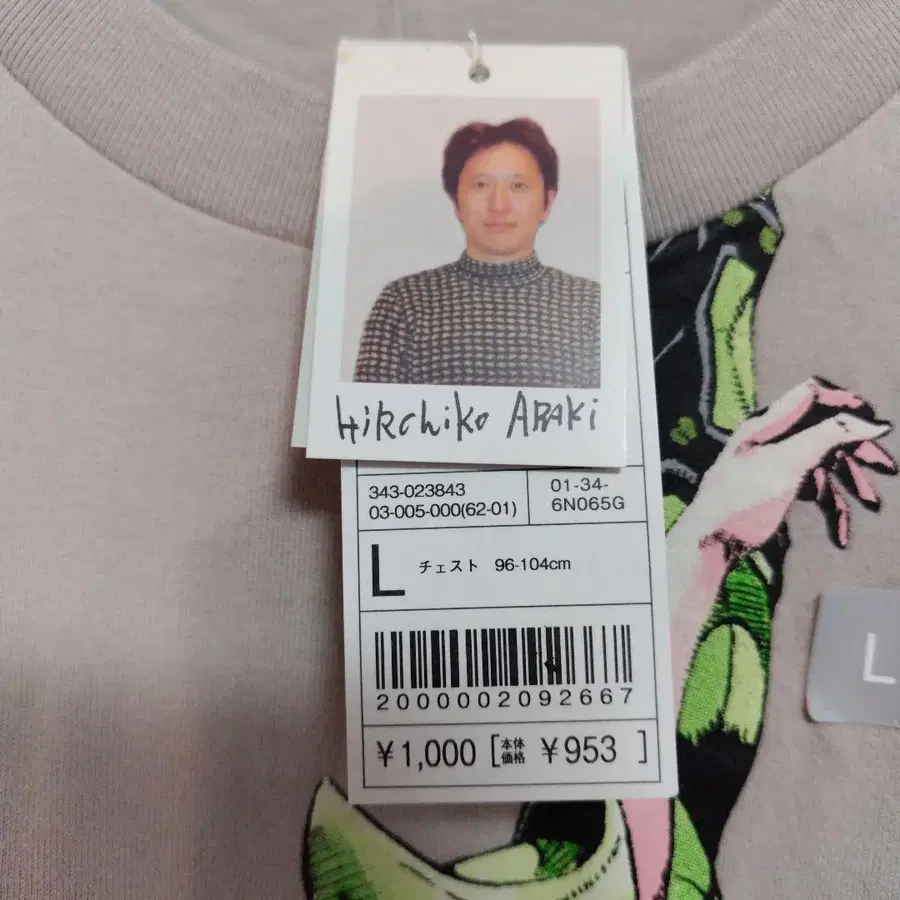 HiROhiKo ARAKi
343-023843
03-005-000(62-01)
01-34-
6N065G
L チェスト 96-104cm
L
2000002092667
¥1,000 [本体価格 ¥953 ]